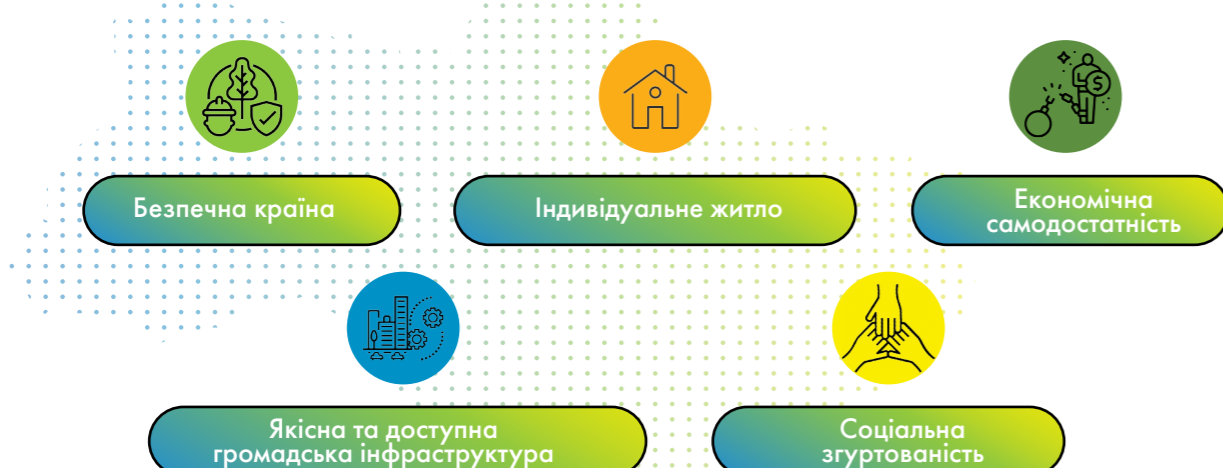 Безпечна країна
Індивідуальне житло
Економічна
самодостатність
Якісна та доступна
громадська інфраструктура
Соціальна
згуртованість